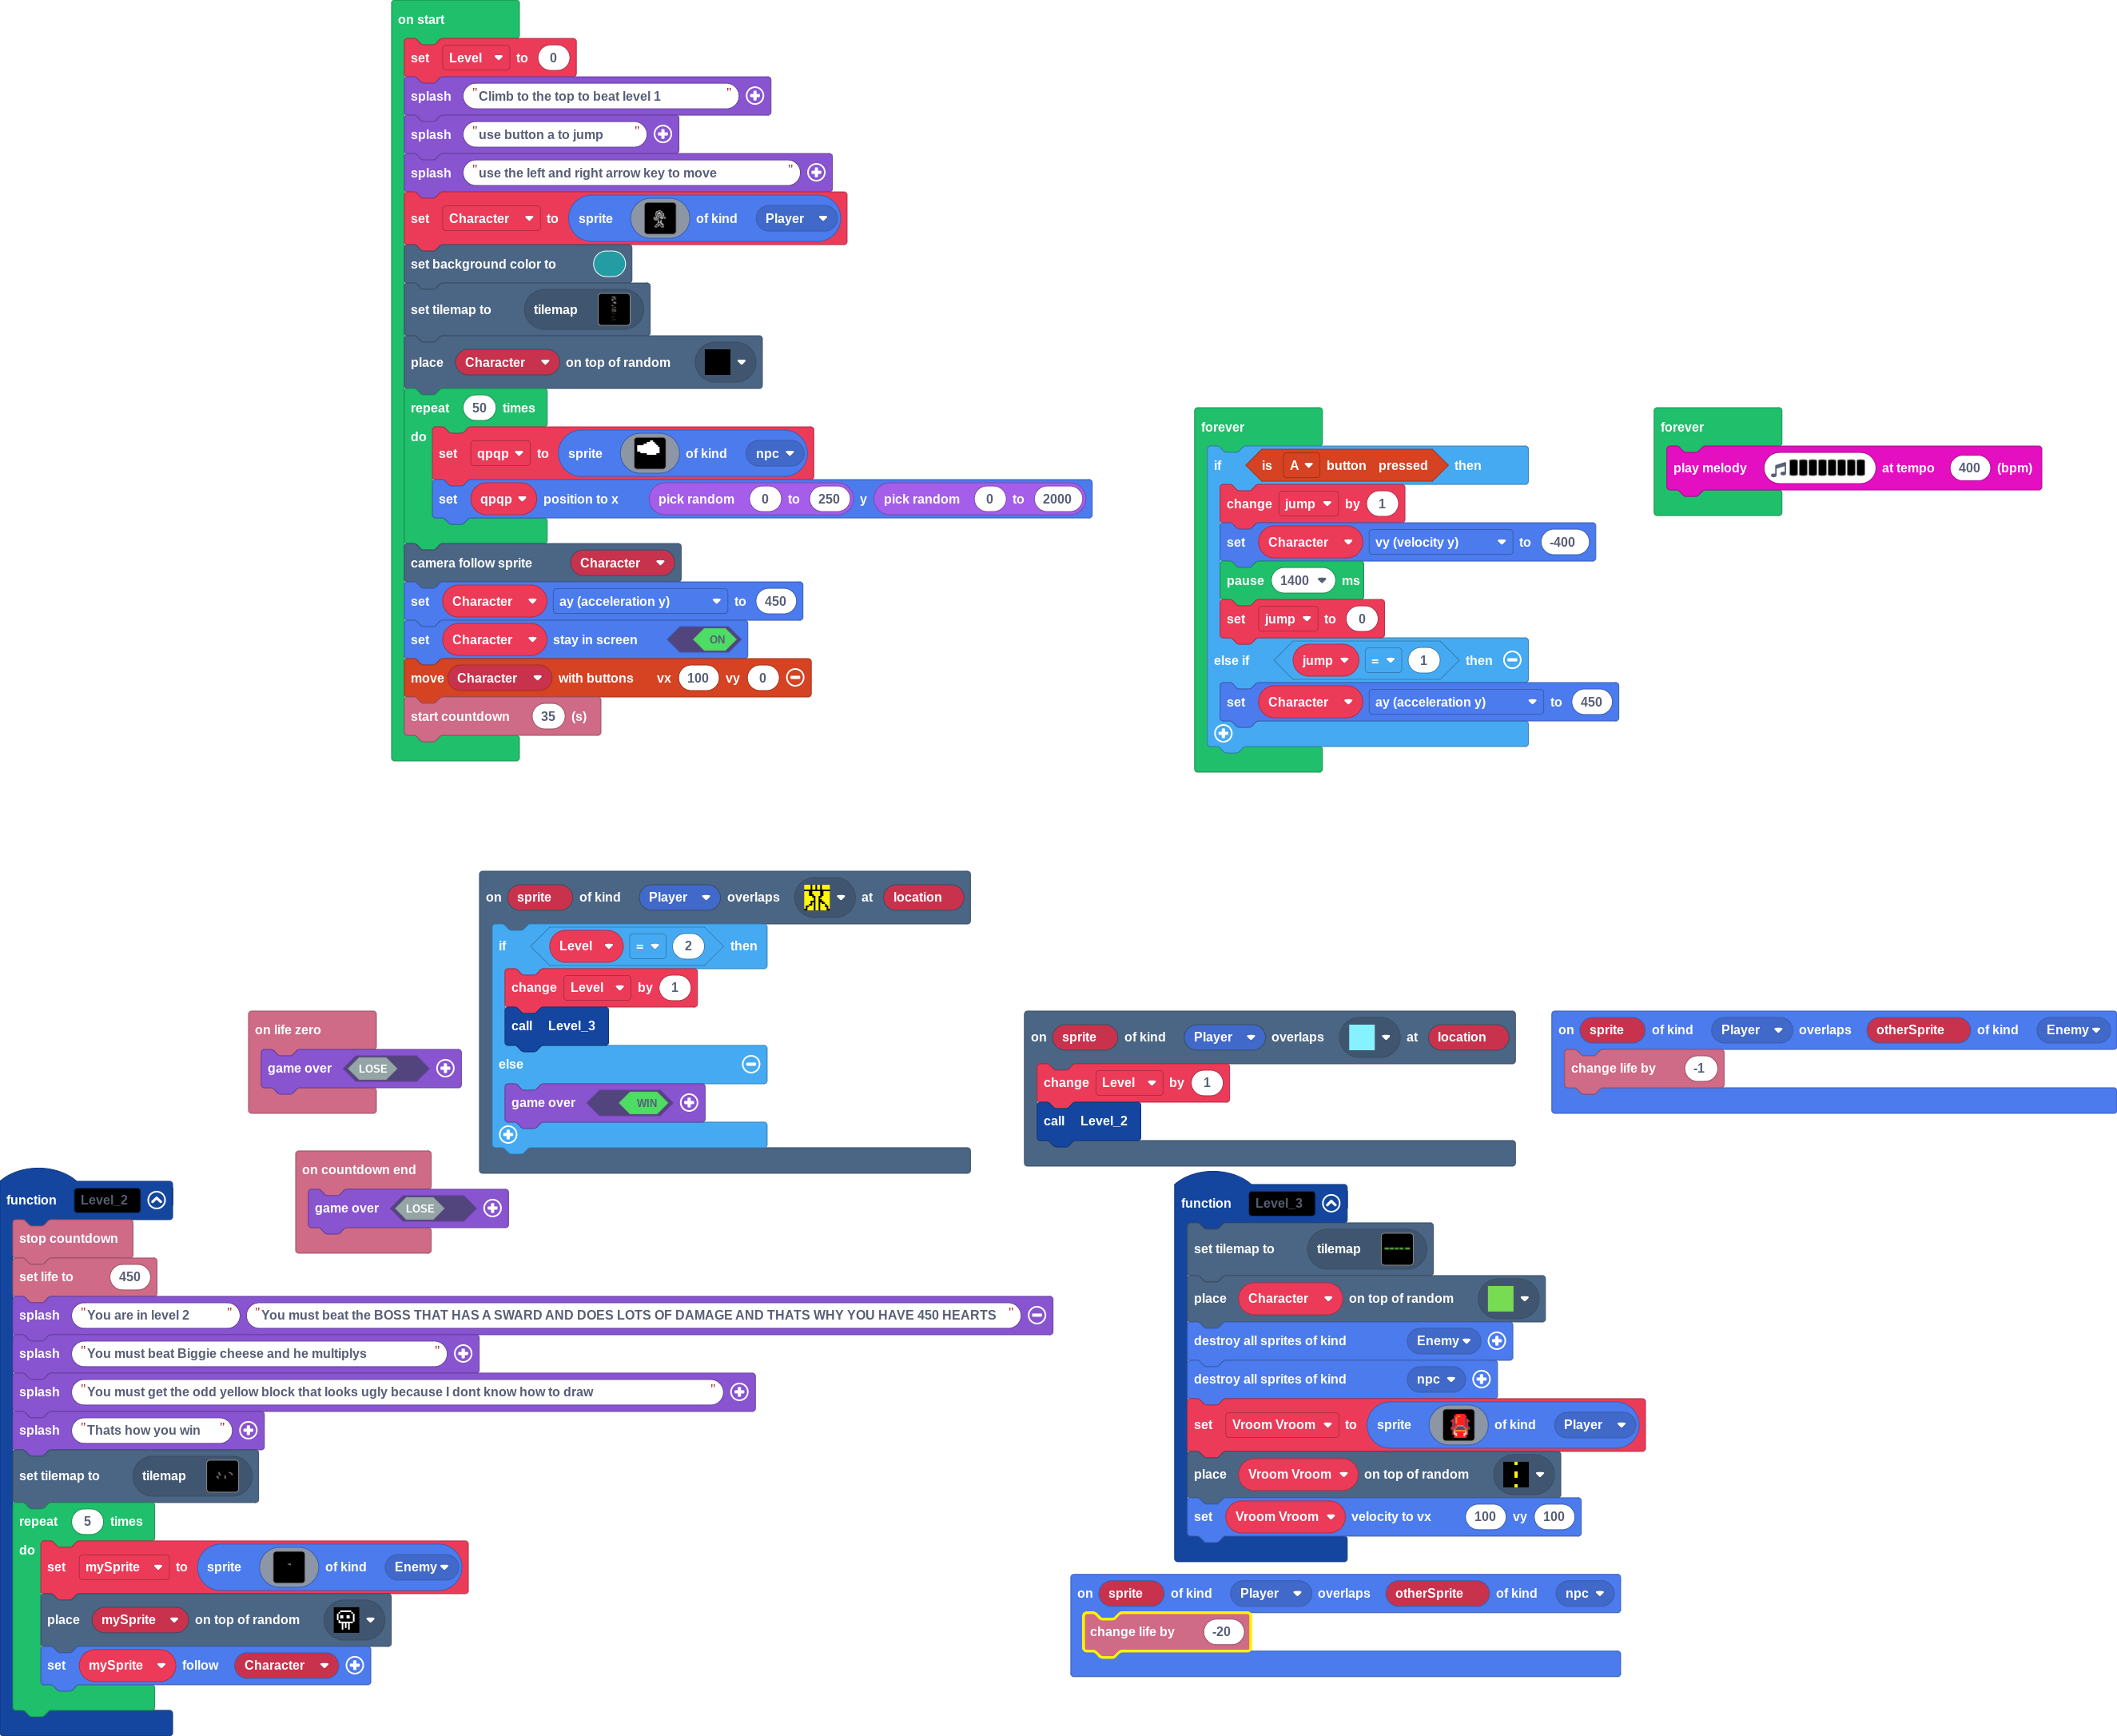 on start
set Level to 0
splash "Climb to the top to beat level 1"
splash "use button a to jump"
splash "use the left and right arrow key to move"
set Character to sprite of kind Player
set background color to
set tilemap to tilemap
place Character on top of random
repeat 50 times
do
set qpqp to sprite of kind npc
set qpqp position to x pick random 0 to 250 y pick random 0 to 2000
camera follow sprite Character
set Character ay (acceleration y) to 450
set Character stay in screen ON
move Character with buttons vx 100 vy 0
start countdown 35 (s)
forever
if is A button pressed then
change jump by 1
set Character vy (velocity y) to -400
pause 1400 ms
set jump to 0
else if jump = 1 then
set Character ay (acceleration y) to 450
forever
play melody at tempo 400 (bpm)
on sprite of kind Player overlaps at location
if Level = 2 then
change Level by 1
call Level_3
else
game over WIN
on life zero
game over LOSE
on countdown end
game over LOSE
on sprite of kind Player overlaps at location
change Level by 1
call Level_2
on sprite of kind Player overlaps otherSprite of kind Enemy
change life by -1
function Level_2
stop countdown
set life to 450
splash "You are in level 2" "You must beat the BOSS THAT HAS A SWARD AND DOES LOTS OF DAMAGE AND THATS WHY YOU HAVE 450 HEARTS"
splash "You must beat Biggie cheese and he multiplys"
splash "You must get the odd yellow block that looks ugly because I dont know how to draw"
splash "Thats how you win"
set tilemap to tilemap
repeat 5 times
do
set mySprite to sprite of kind Enemy
place mySprite on top of random
set mySprite follow Character
function Level_3
set tilemap to tilemap
place Character on top of random
destroy all sprites of kind Enemy
destroy all sprites of kind npc
set Vroom Vroom to sprite of kind Player
place Vroom Vroom on top of random
set Vroom Vroom velocity to vx 100 vy 100
on sprite of kind Player overlaps otherSprite of kind npc
change life by -20